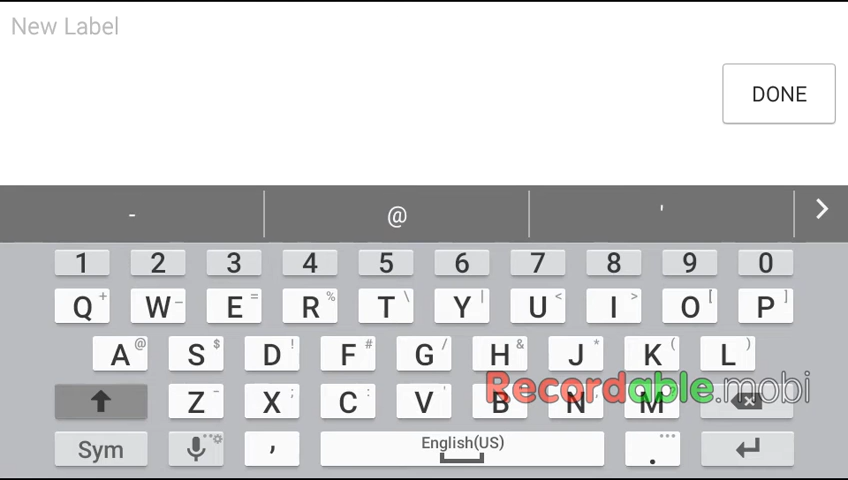 New Label
DONE
- @ '
1 2 3 4 5 6 7 8 9 0
Q + W _ E = R % T \ Y | U < I > O [ P ]
A @ S $ D ! F # G / H & J * K ( L )
Z - X ; C : V ' B N , M
Recordable.mobi
Sym , English(US) .